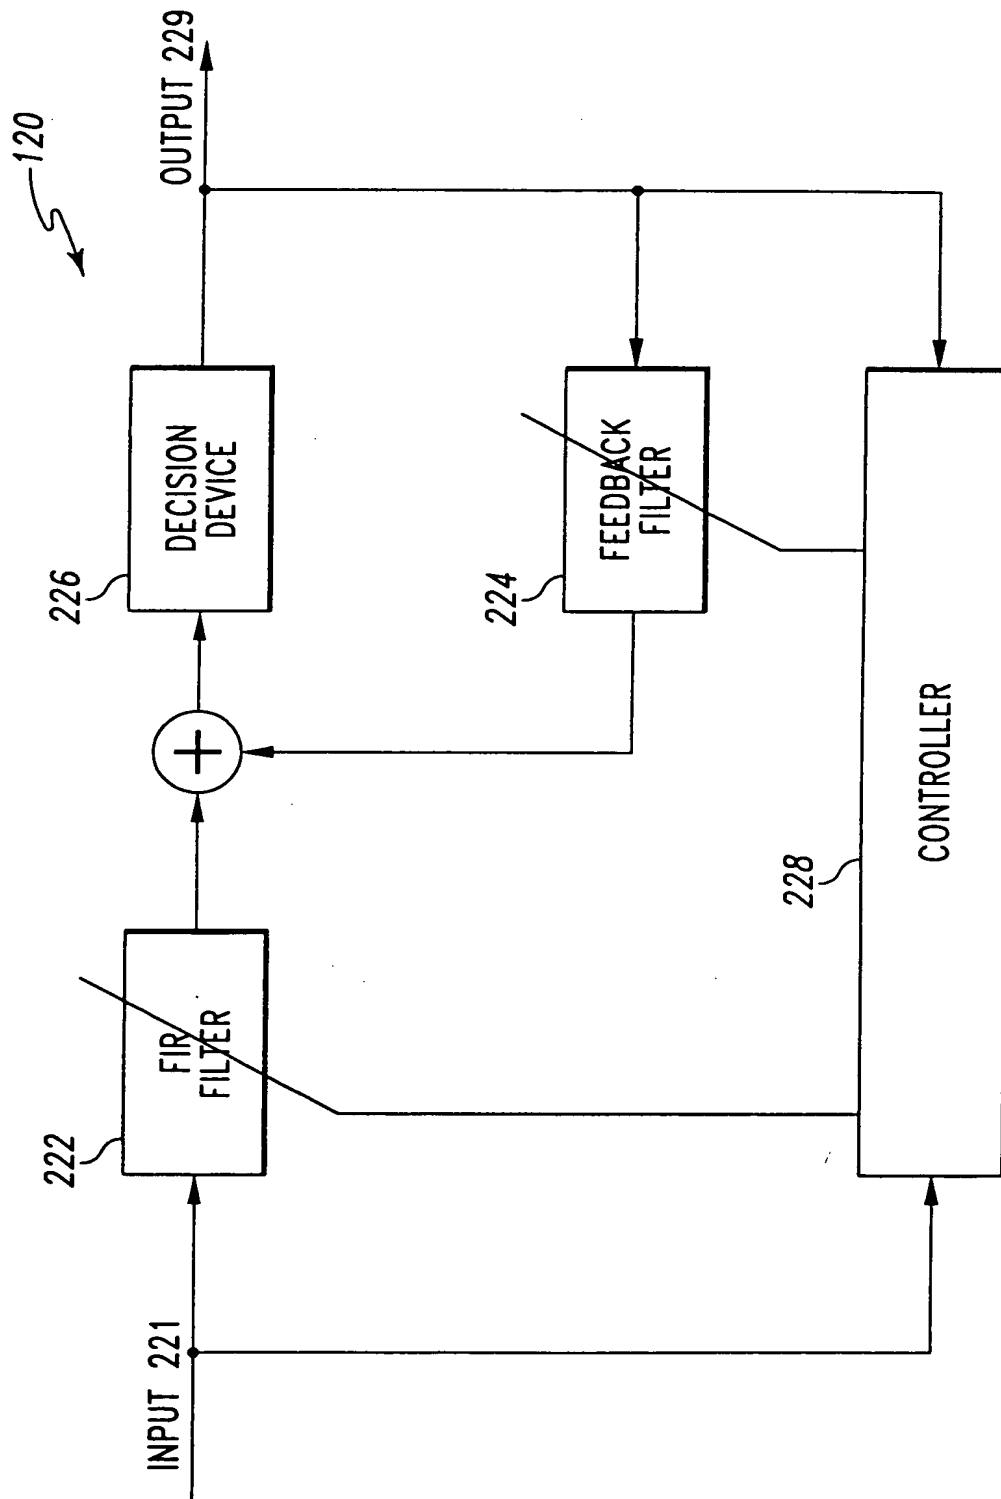 120
INPUT 221
222
FIR
FILTER
+
226
DECISION
DEVICE
OUTPUT 229
224
FEEDBACK
FILTER
228
CONTROLLER